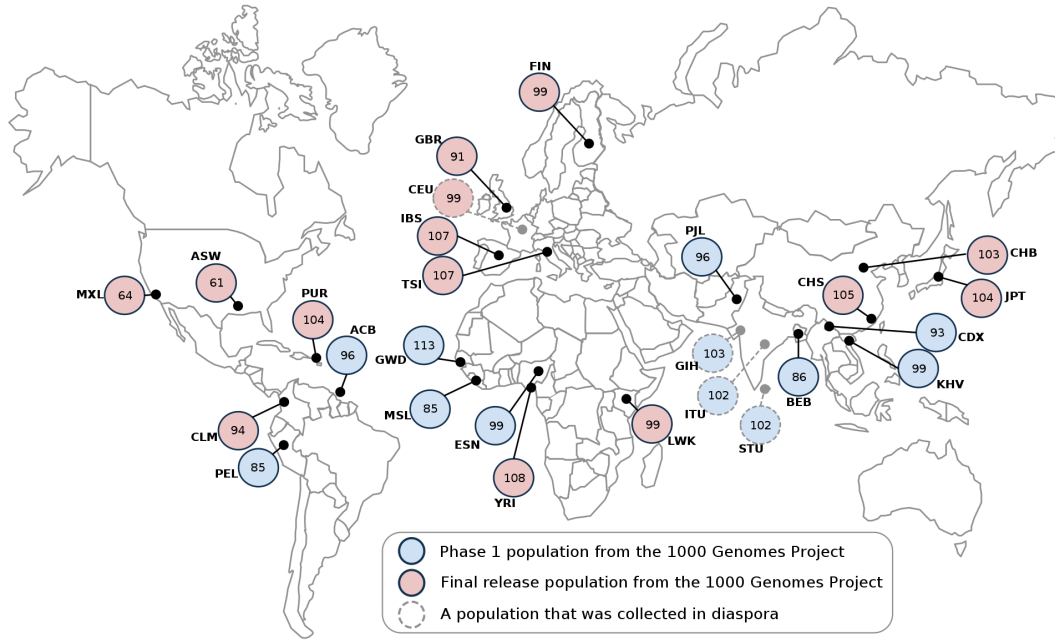 FIN
99
GBR
91
CEU
99
IBS
107
TSI
107
PJL
96
CHB
103
CHS
105
JPT
104
CDX
93
KHV
99
ASW
61
MXL
64
PUR
104
ACB
96
GWD
113
MSL
85
ESN
99
YRI
108
LWK
99
GIH
103
ITU
102
STU
102
BEB
86
CLM
94
PEL
85
Phase 1 population from the 1000 Genomes Project
Final release population from the 1000 Genomes Project
A population that was collected in diaspora